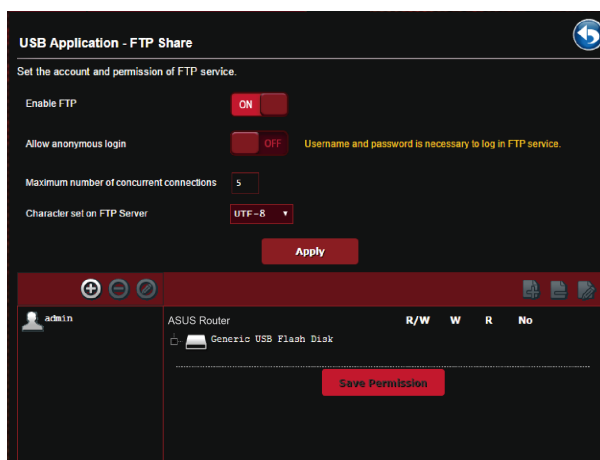 USB Application - FTP Share
Set the account and permission of FTP service.
Enable FTP ON
Allow anonymous login OFF Username and password is necessary to log in FTP service.
Maximum number of concurrent connections 5
Character set on FTP Server UTF-8
Apply
admin
ASUS Router R/W W R No
Generic USB Flash Disk
Save Permission